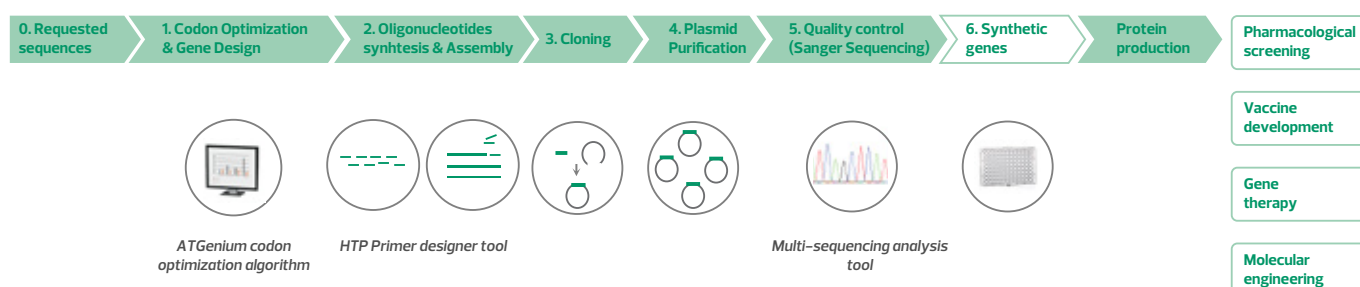 0. Requested
sequences
1. Codon Optimization
& Gene Design
2. Oligonucleotides
synhtesis & Assembly
3. Cloning
4. Plasmid
Purification
5. Quality control
(Sanger Sequencing)
6. Synthetic
genes
Protein
production
Pharmacological
screening
Vaccine
development
Gene
therapy
Molecular
engineering
ATGenium codon
optimization algorithm
HTP Primer designer tool
Multi-sequencing analysis
tool